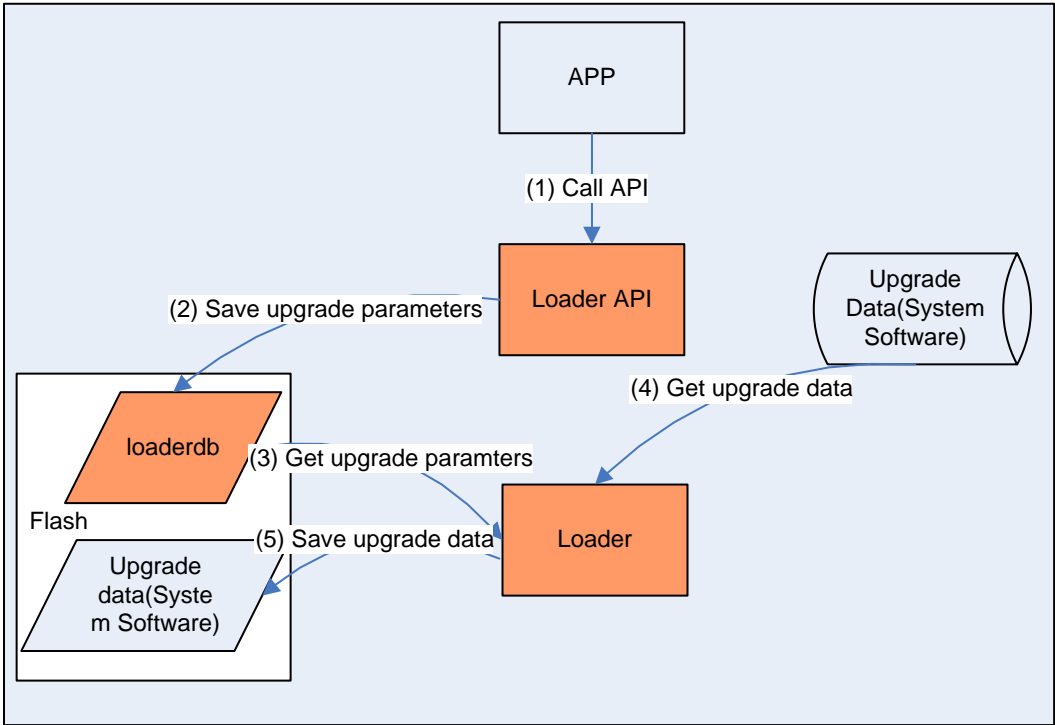 APP
(1) Call API
Loader API
Upgrade
Data(System
Software)
(2) Save upgrade parameters
(4) Get upgrade data
loaderdb
(3) Get upgrade paramters
Flash
(5) Save upgrade data
Loader
Upgrade
data(Syste
m Software)